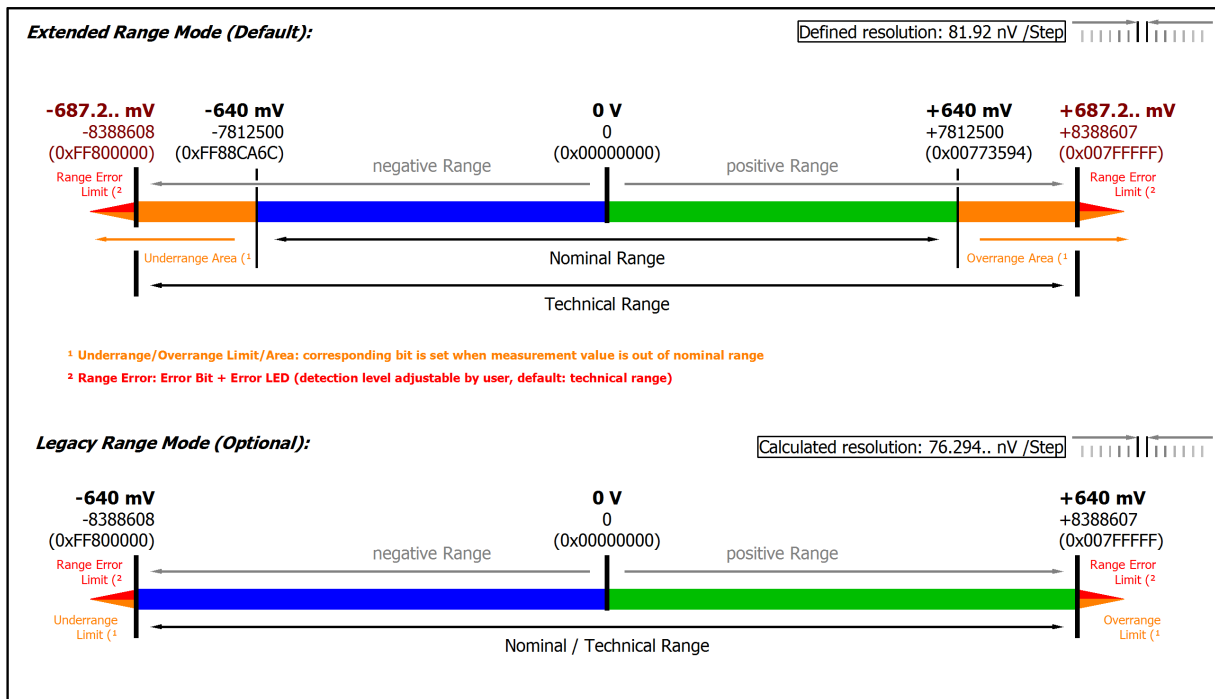 Extended Range Mode (Default):
Defined resolution: 81.92 nV /Step
-687.2.. mV
-640 mV
0 V
+640 mV
+687.2.. mV
-8388608
-7812500
0
+7812500
+8388607
(0xFF800000)
(0xFF88CA6C)
(0x00000000)
(0x00773594)
(0x007FFFFF)
negative Range
positive Range
Range Error
Limit (²
Range Error
Limit (²
Underrange Area (¹
Nominal Range
Overrange Area (¹
Technical Range
¹ Underrange/Overrange Limit/Area: corresponding bit is set when measurement value is out of nominal range
² Range Error: Error Bit + Error LED (detection level adjustable by user, default: technical range)
Legacy Range Mode (Optional):
Calculated resolution: 76.294.. nV /Step
-640 mV
0 V
+640 mV
-8388608
0
+8388607
(0xFF800000)
(0x00000000)
(0x007FFFFF)
negative Range
positive Range
Range Error
Limit (²
Range Error
Limit (²
Underrange
Limit (¹
Overrange
Limit (¹
Nominal / Technical Range